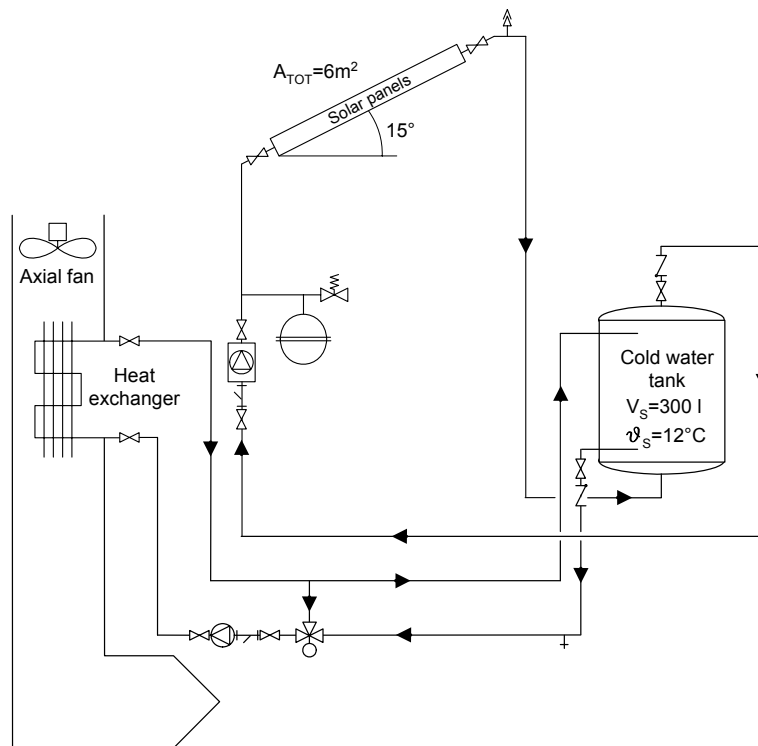 A_TOT=6m²
Solar panels
15°
Axial fan
Heat
exchanger
Cold water
tank
V_S=300 l
ϑ_S=12°C